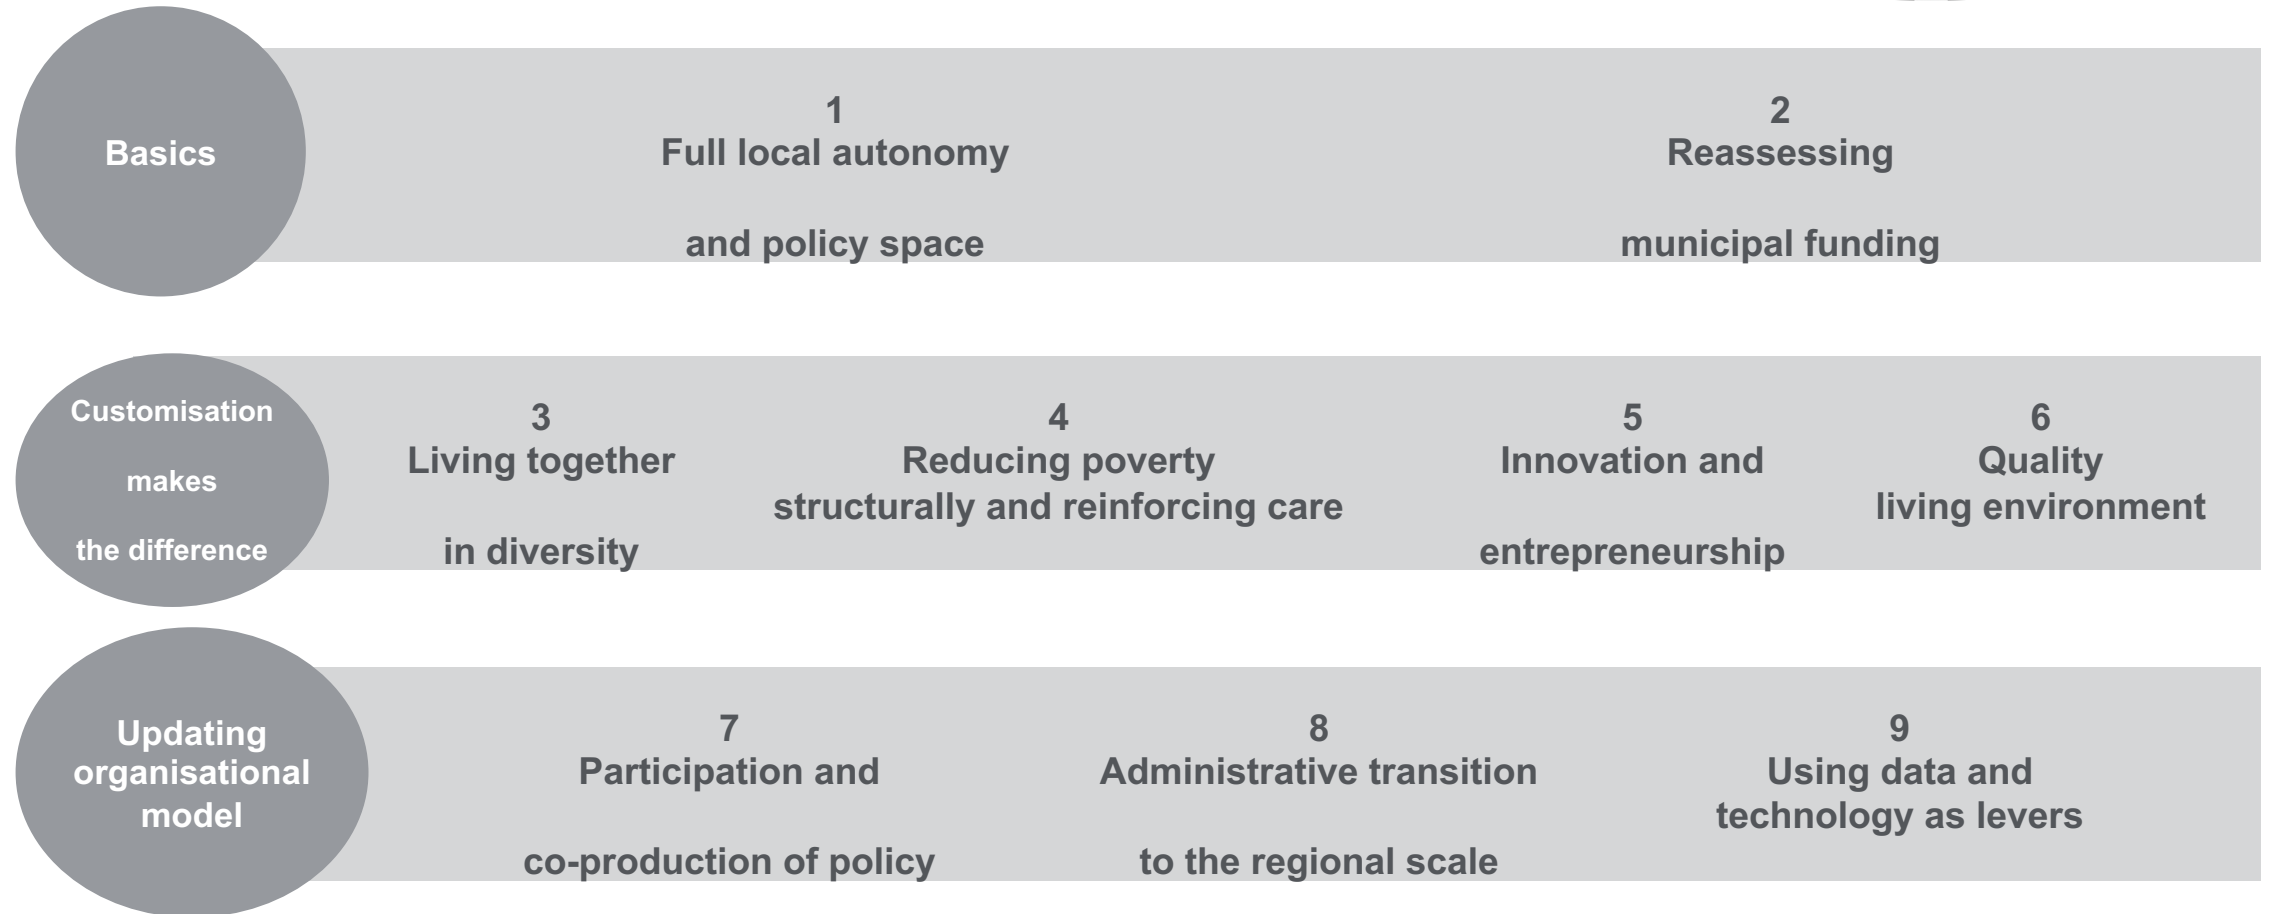 Basics
1
Full local autonomy
and policy space
2
Reassessing
municipal funding
Customisation
makes
the difference
3
Living together
in diversity
4
Reducing poverty
structurally and reinforcing care
5
Innovation and
entrepreneurship
6
Quality
living environment
Updating
organisational
model
7
Participation and
co-production of policy
8
Administrative transition
to the regional scale
9
Using data and
technology as levers